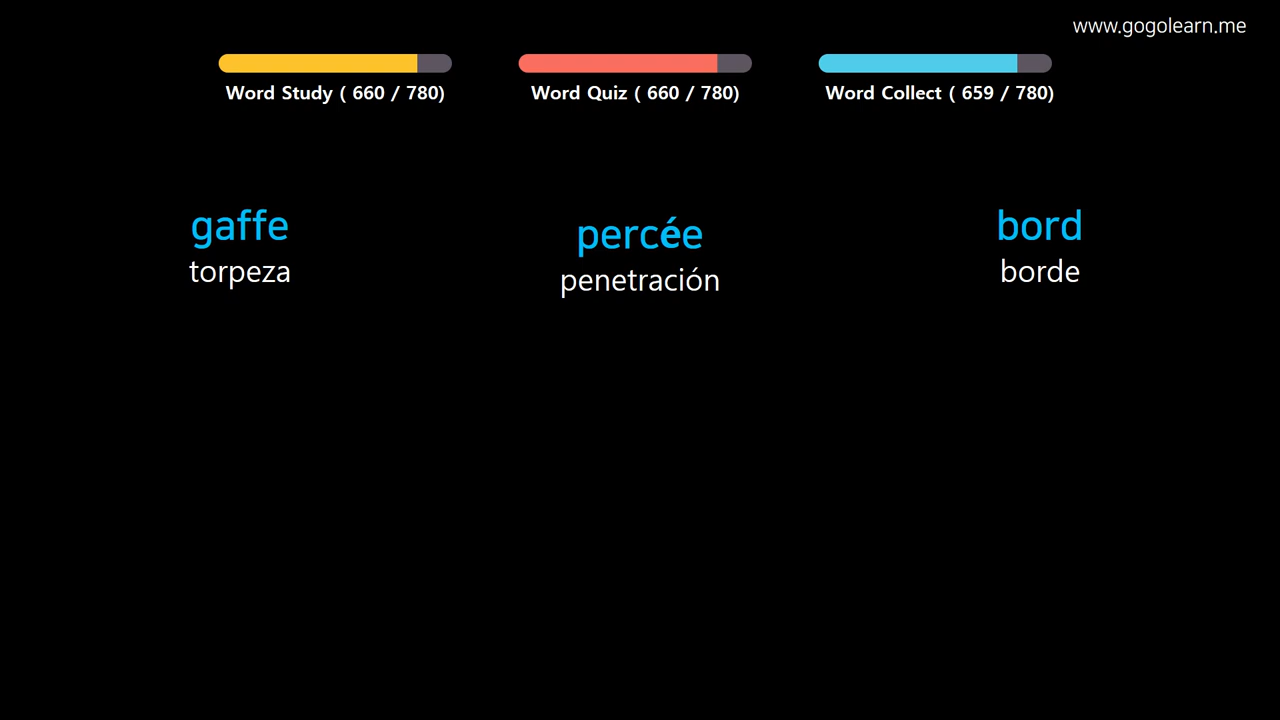 www.gogolearn.me
Word Study ( 660 / 780)
Word Quiz ( 660 / 780)
Word Collect ( 659 / 780)
gaffe
torpeza
percée
penetración
bord
borde